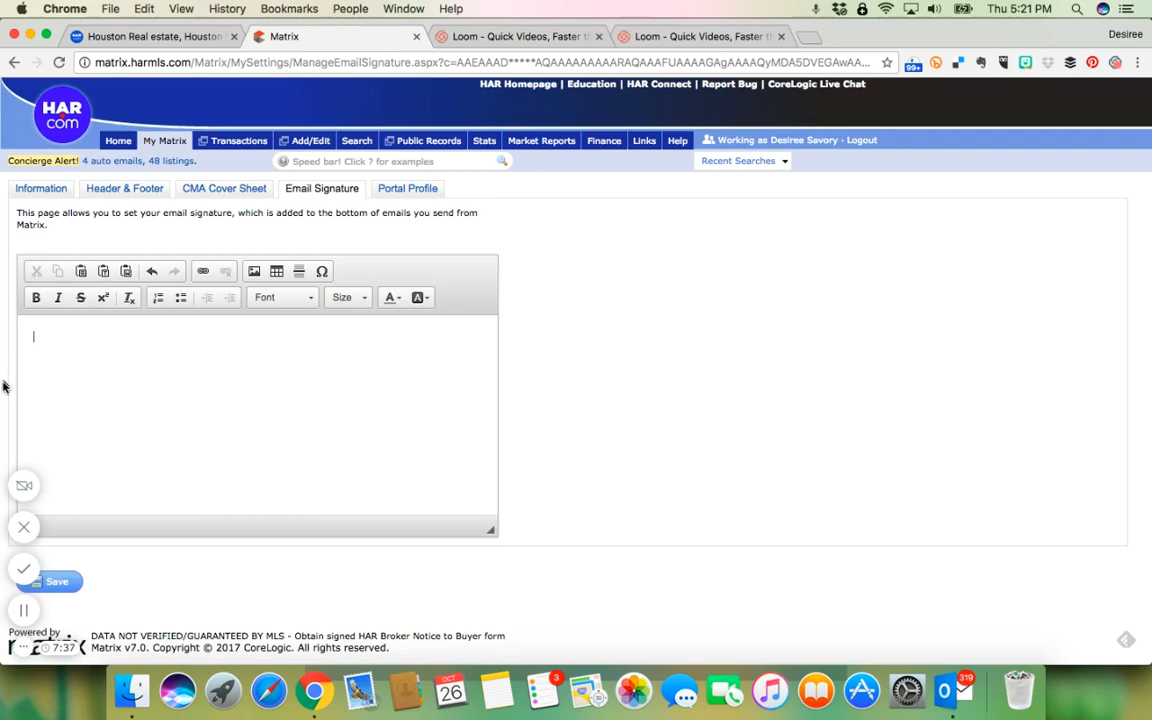 Chrome File Edit View History Bookmarks People Window Help Thu 5:21 PM
Houston Real estate, Houston
Matrix
Loom - Quick Videos, Faster
Loom - Quick Videos, Faster
Desiree
matrix.harmls.com/Matrix/MySettings/ManageEmailSignature.aspx?c=AAEAAAD*****AQAAAAAAAAARAQAAAFUAAAAGAgAAAAQyMDA5DVEGAwAA...
99+
HAR Homepage | Education | HAR Connect | Report Bug | CoreLogic Live Chat
HAR
com
Home My Matrix Transactions Add/Edit Search Public Records Stats Market Reports Finance Links Help Working as Desiree Savory · Logout
Concierge Alert! 4 auto emails, 48 listings.
Speed bar! Click ? for examples
Recent Searches
Information Header & Footer CMA Cover Sheet Email Signature Portal Profile
This page allows you to set your email signature, which is added to the bottom of emails you send from
Matrix.
Ω
B I S x² Tx Font Size A A
Save
Powered by
matrix
7:37
DATA NOT VERIFIED/GUARANTEED BY MLS - Obtain signed HAR Broker Notice to Buyer form
Matrix v7.0. Copyright © 2017 CoreLogic. All rights reserved.
OCT
26
3
319